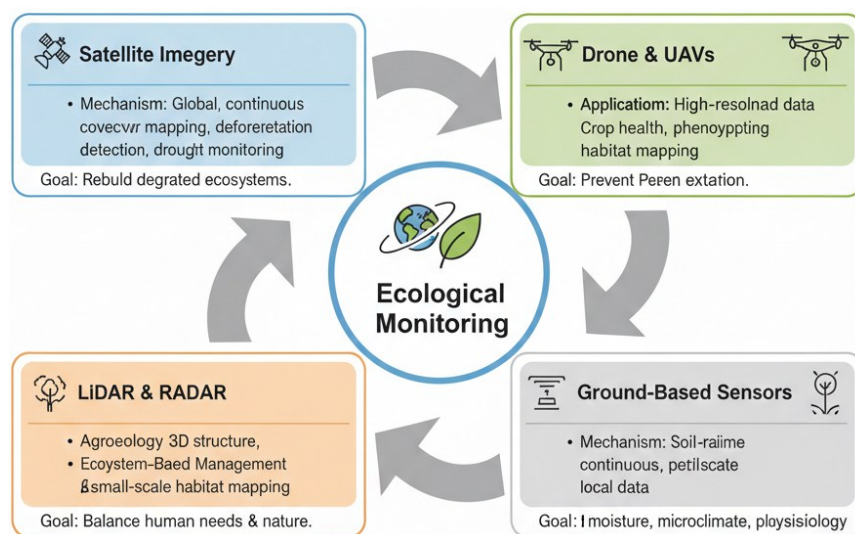 Satellite Imegery
• Mechanism: Global, continuous
covecvr mapping, deforeretation
detection, drought monitoring
Goal: Rebuld degrated ecosystems.
Drone & UAVs
• Applicatiom: High-resolnad data
Crop health, phenoyppting
habitat mapping
Goal: Prevent Peren extation.
Ecological
Monitoring
LiDAR & RADAR
• Agroeology 3D structure,
• Ecoystem-Baed Management
small-scale habitat mapping
Goal: Balance human needs & nature.
Ground-Based Sensors
• Mechanism: Soil-raiime
continuous, petilscate
local data
Goal: moisture, microclimate, ploysisiology